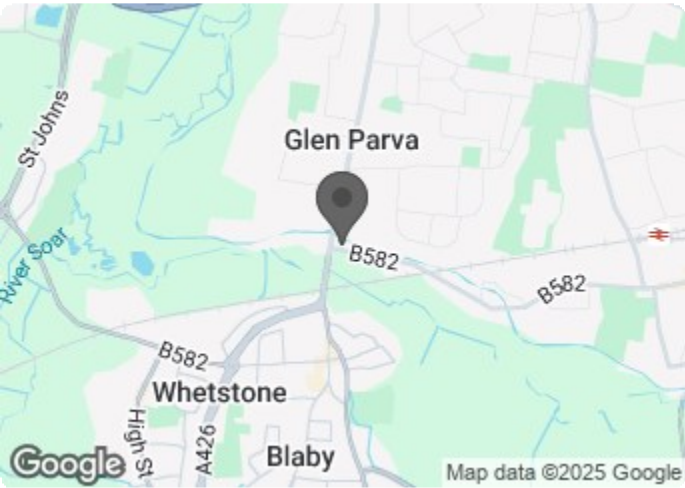 St Johns
Glen Parva
River Soar
B582
B582
B582
Whetstone
High St
A426
Blaby
Google
Map data ©2025 Google